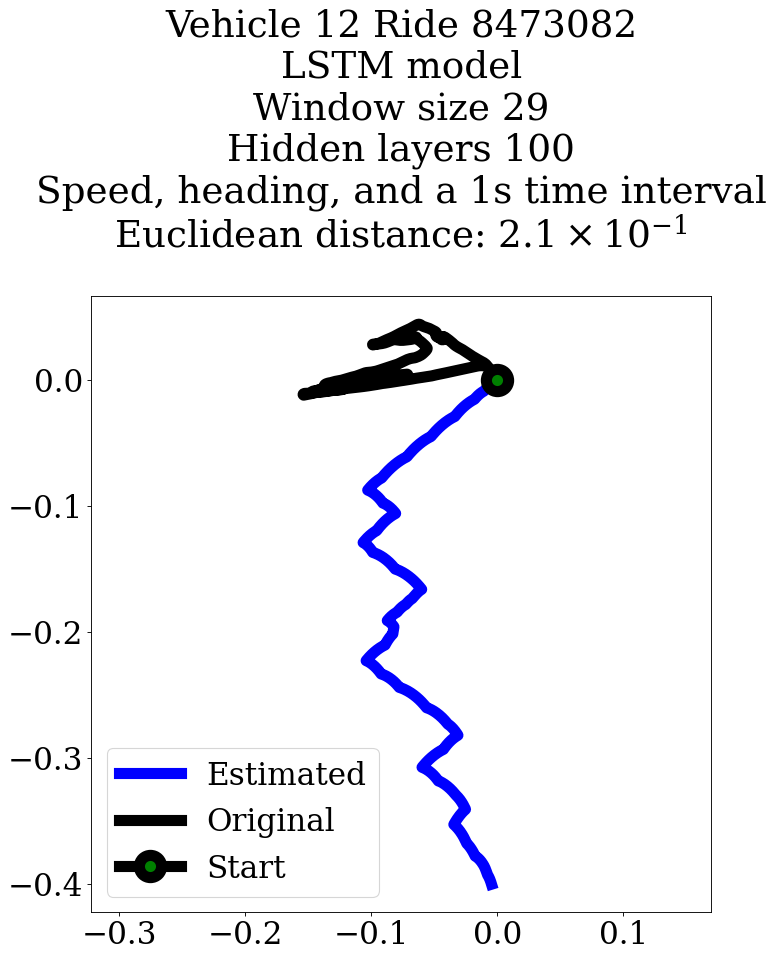 Vehicle 12 Ride 8473082
LSTM model
Window size 29
Hidden layers 100
Speed, heading, and a 1s time interval
Euclidean distance: 2.1 × 10⁻¹
0.0
−0.1
−0.2
−0.3
−0.4
Estimated
Original
Start
−0.3 −0.2 −0.1 0.0 0.1